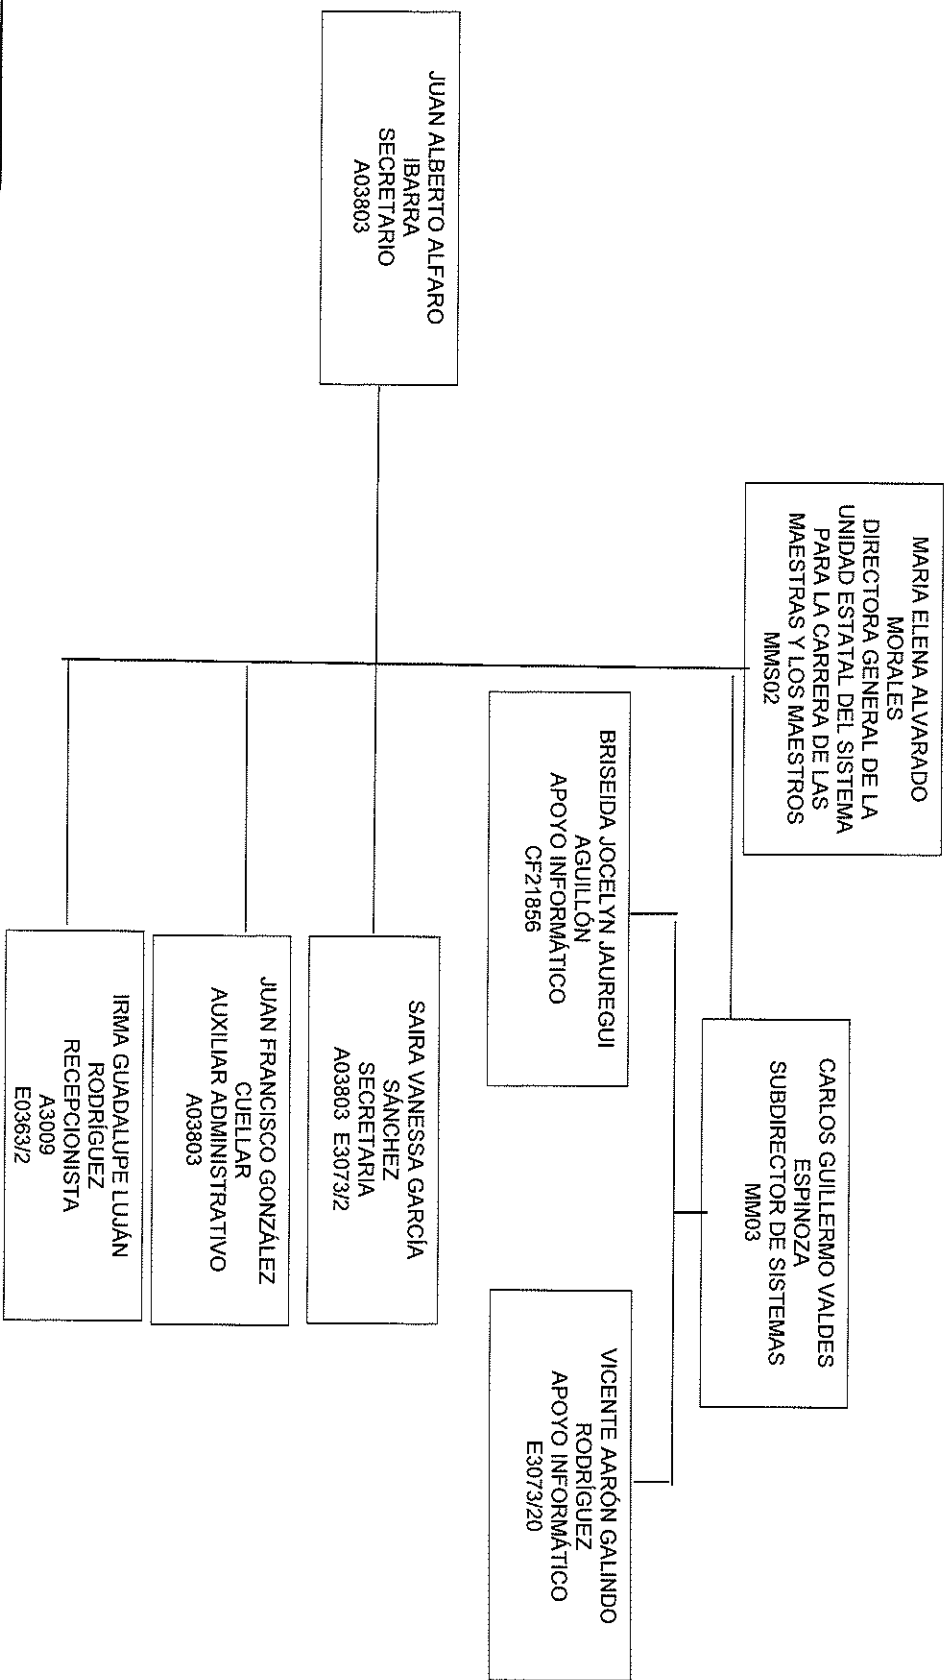 MARIA ELENA ALVARADO
MORALES
DIRECTORA GENERAL DE LA
UNIDAD ESTATAL DEL SISTEMA
PARA LA CARRERA DE LAS
MAESTRAS Y LOS MAESTROS
MMS02
CARLOS GUILLERMO VALDES
ESPINOZA
SUBDIRECTOR DE SISTEMAS
MM03
BRISEIDA JOCELYN JAUREGUI
AGUILLÓN
APOYO INFORMÁTICO
CF21856
VICENTE AARÓN GALINDO
RODRÍGUEZ
APOYO INFORMÁTICO
E3073/20
JUAN ALBERTO ALFARO
IBARRA
SECRETARIO
A03803
SAIRA VANESSA GARCÍA
SÁNCHEZ
SECRETARIA
A03803 E3073/2
JUAN FRANCISCO GONZÁLEZ
CUELLAR
AUXILIAR ADMINISTRATIVO
A03803
IRMA GUADALUPE LUJÁN
RODRÍGUEZ
RECEPCIONISTA
A3009
E0363/2